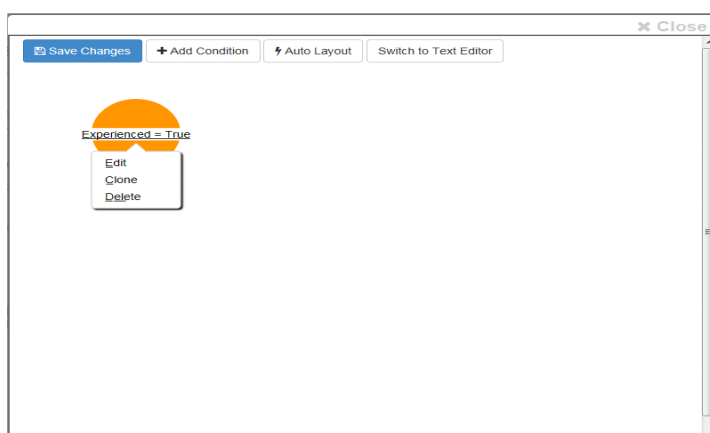 Close
Save Changes Add Condition Auto Layout Switch to Text Editor
Experienced = True
Edit
Clone
Delete